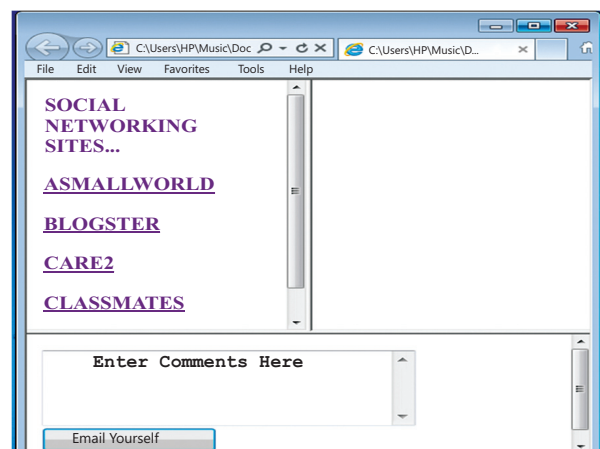 C:\Users\HP\Music\Doc
C:\Users\HP\Music\D...
File Edit View Favorites Tools Help
SOCIAL
NETWORKING
SITES...
ASMALLWORLD
BLOGSTER
CARE2
CLASSMATES
Enter Comments Here
Email Yourself